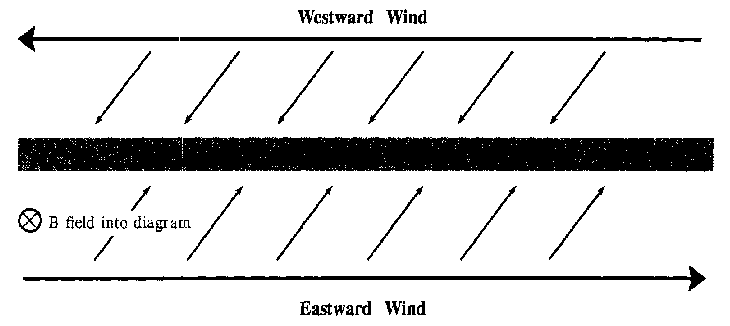 Westward Wind
B field into diagram
Eastward Wind